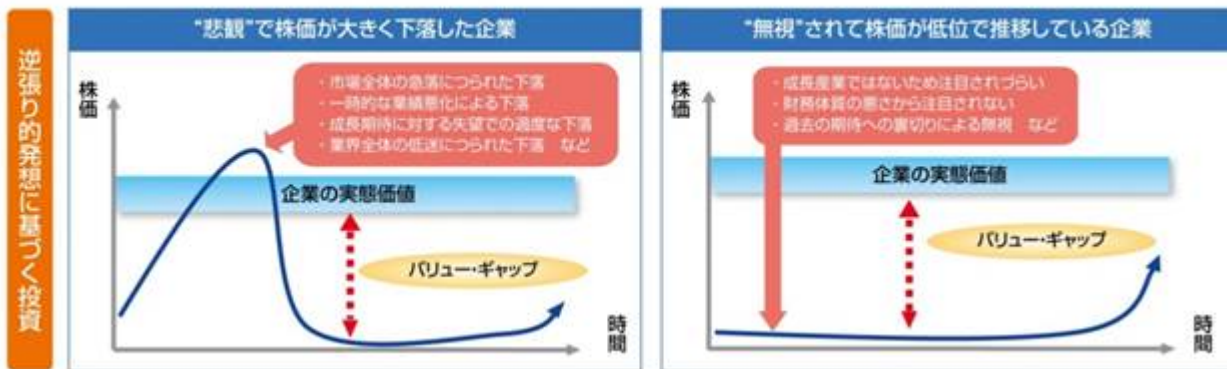 逆張り的発想に基づく投資
“悲観”で株価が大きく下落した企業
株価
・市場全体の急落につられた下落
・一時的な業績悪化による下落
・成長期待に対する失望での過度な下落
・業界全体の低迷につられた下落 など
企業の実態価値
バリュー・ギャップ
時間
“無視”されて株価が低位で推移している企業
株価
・成長産業ではないため注目されづらい
・財務体質の悪さから注目されない
・過去の期待への裏切りによる無視 など
企業の実態価値
バリュー・ギャップ
時間